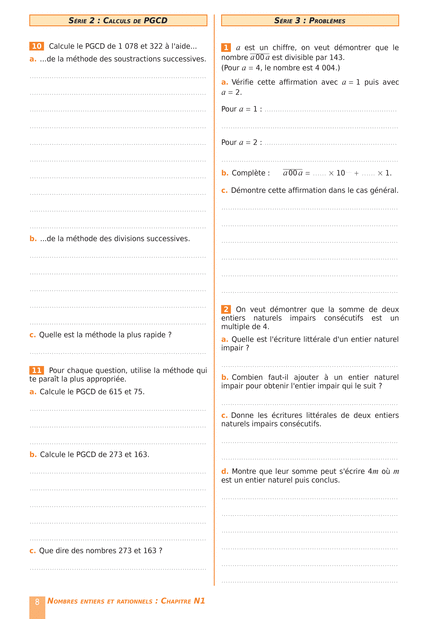 SÉRIE 2 : CALCULS DE PGCD
10 Calcule le PGCD de 1 078 et 322 à l'aide...
a. ...de la méthode des soustractions successives.
b. ...de la méthode des divisions successives.
c. Quelle est la méthode la plus rapide ?
11 Pour chaque question, utilise la méthode qui
te paraît la plus appropriée.
a. Calcule le PGCD de 615 et 75.
b. Calcule le PGCD de 273 et 163.
c. Que dire des nombres 273 et 163 ?
SÉRIE 3 : PROBLÈMES
1 a est un chiffre, on veut démontrer que le
nombre a00a est divisible par 143.
(Pour a = 4, le nombre est 4 004.)
a. Vérifie cette affirmation avec a = 1 puis avec
a = 2.
Pour a = 1 :
Pour a = 2 :
b. Complète : a00a = ...... × 10 + ...... × 1.
c. Démontre cette affirmation dans le cas général.
2 On veut démontrer que la somme de deux
entiers naturels impairs consécutifs est un
multiple de 4.
a. Quelle est l'écriture littérale d'un entier naturel
impair ?
b. Combien faut-il ajouter à un entier naturel
impair pour obtenir l'entier impair qui le suit ?
c. Donne les écritures littérales de deux entiers
naturels impairs consécutifs.
d. Montre que leur somme peut s'écrire 4m où m
est un entier naturel puis conclus.
8 NOMBRES ENTIERS ET RATIONNELS : CHAPITRE N1